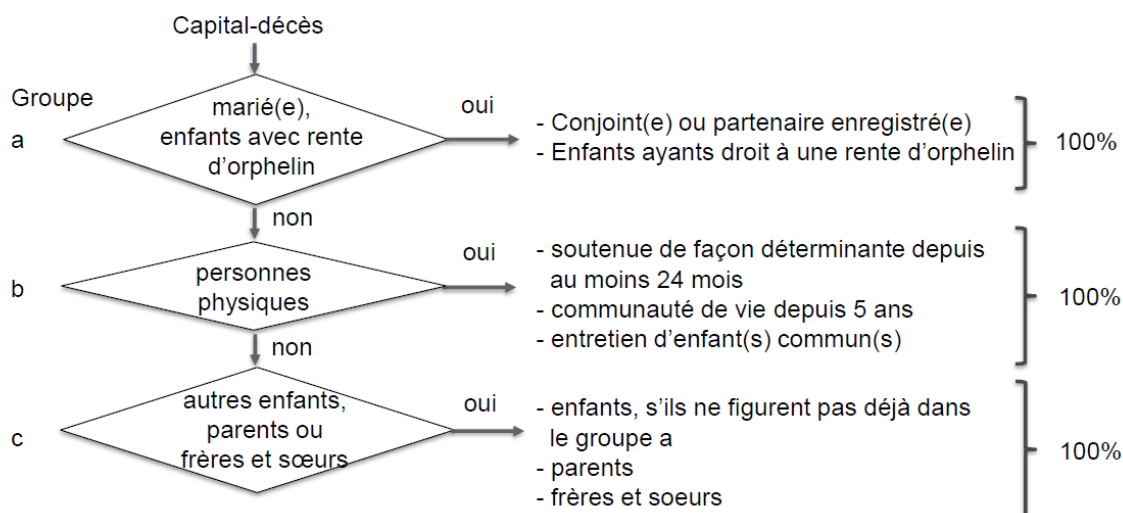 Capital-décès
Groupe
a
marié(e),
enfants avec rente
d'orphelin
oui
- Conjoint(e) ou partenaire enregistré(e)
- Enfants ayants droit à une rente d'orphelin
100%
non
b
personnes
physiques
oui
- soutenue de façon déterminante depuis
au moins 24 mois
- communauté de vie depuis 5 ans
- entretien d'enfant(s) commun(s)
100%
non
c
autres enfants,
parents ou
frères et sœurs
oui
- enfants, s'ils ne figurent pas déjà dans
le groupe a
- parents
- frères et soeurs
100%